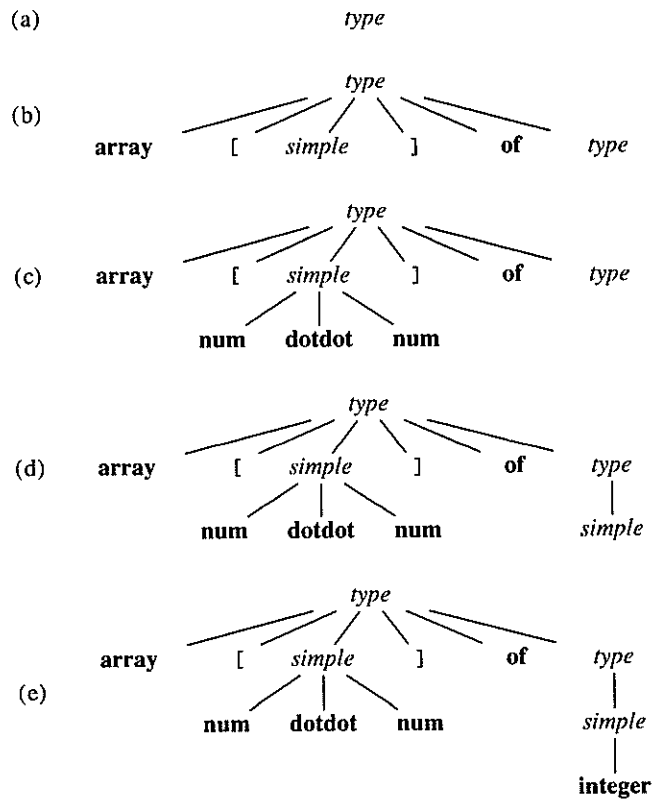 (a) type
type
(b)
array [ simple ] of type
type
(c) array [ simple ] of type
num dotdot num
type
(d) array [ simple ] of type
num dotdot num simple
type
array [ simple ] of type
(e)
num dotdot num simple
integer